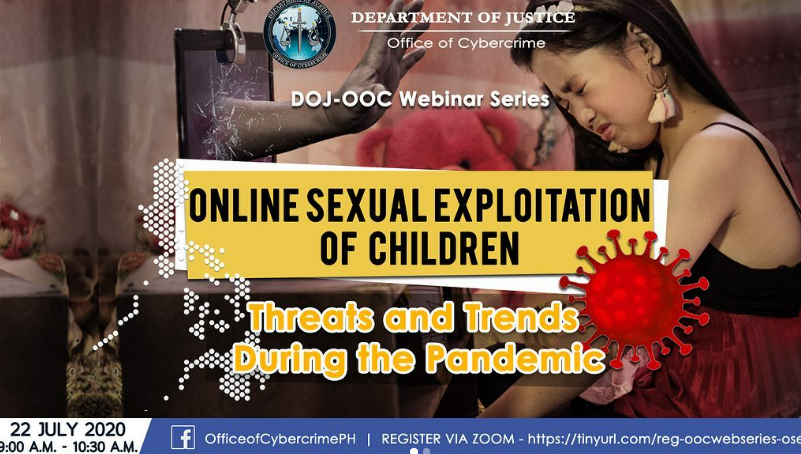 DEPARTMENT OF JUSTICE
Office of Cybercrime
DOJ-OOC Webinar Series
ONLINE SEXUAL EXPLOITATION
OF CHILDREN
Threats and Trends
During the Pandemic
22 JULY 2020
9:00 A.M. - 10:30 A.M.
OfficeofCybercrimePH | REGISTER VIA ZOOM - https://tinyurl.com/reg-oocwebseries-ose